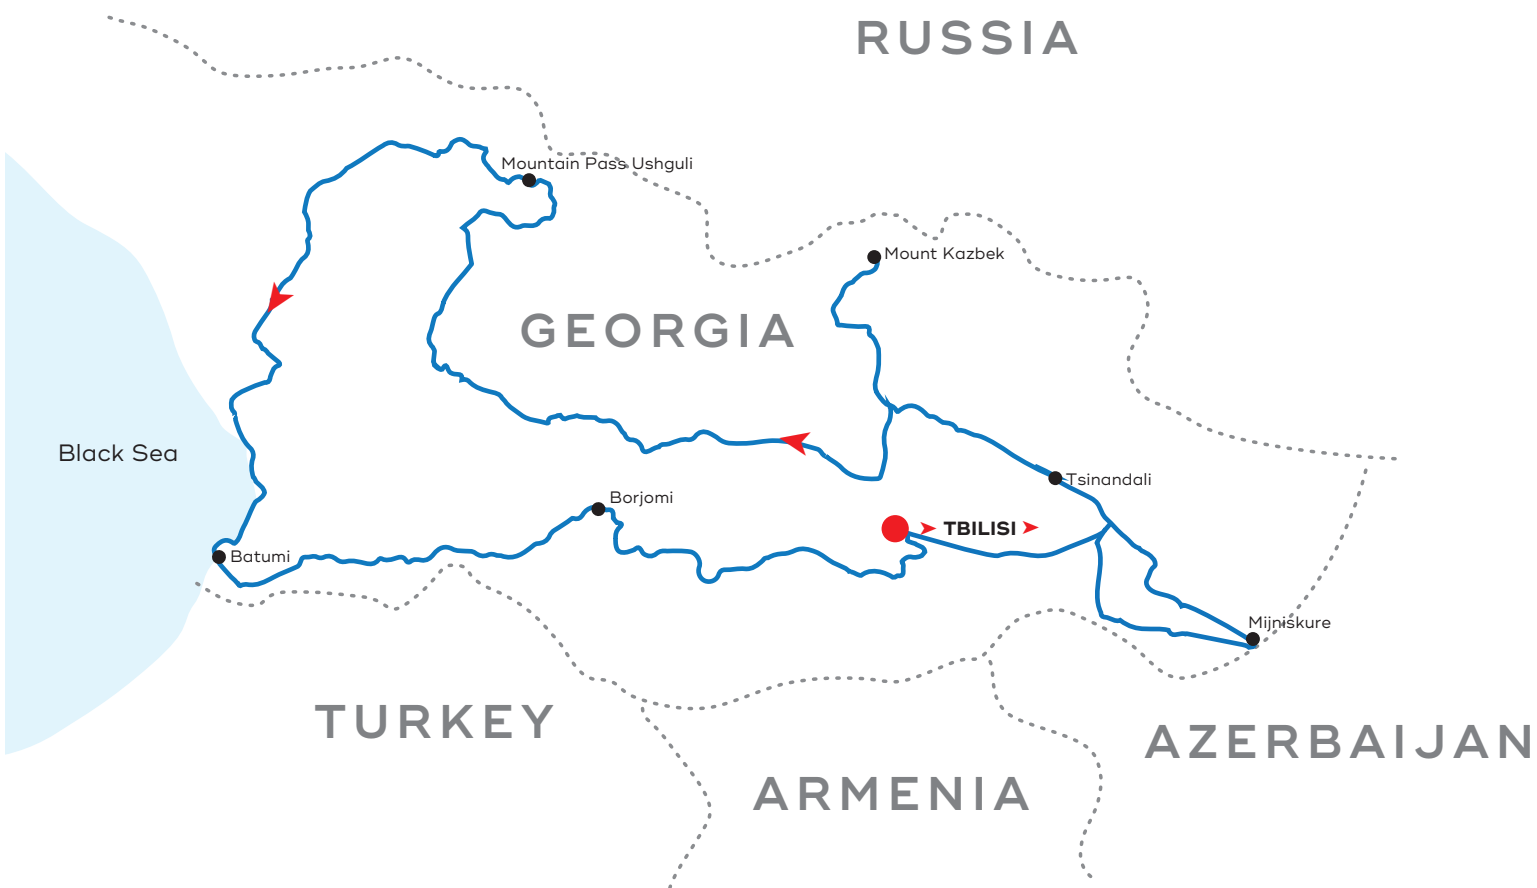 RUSSIA
Mountain Pass Ushguli
Mount Kazbek
GEORGIA
Black Sea
Tsinandali
Borjomi
TBILISI
Batumi
Mijniskure
TURKEY
AZERBAIJAN
ARMENIA